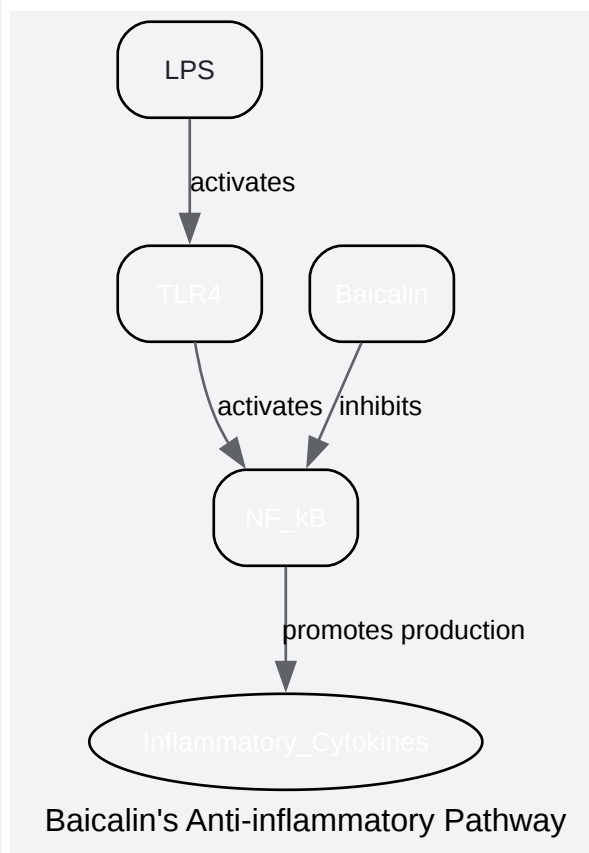 LPS
activates
TLR4
Baicalin
activates
inhibits
NF_kB
promotes production
Inflammatory_Cytokines
Baicalin's Anti-inflammatory Pathway